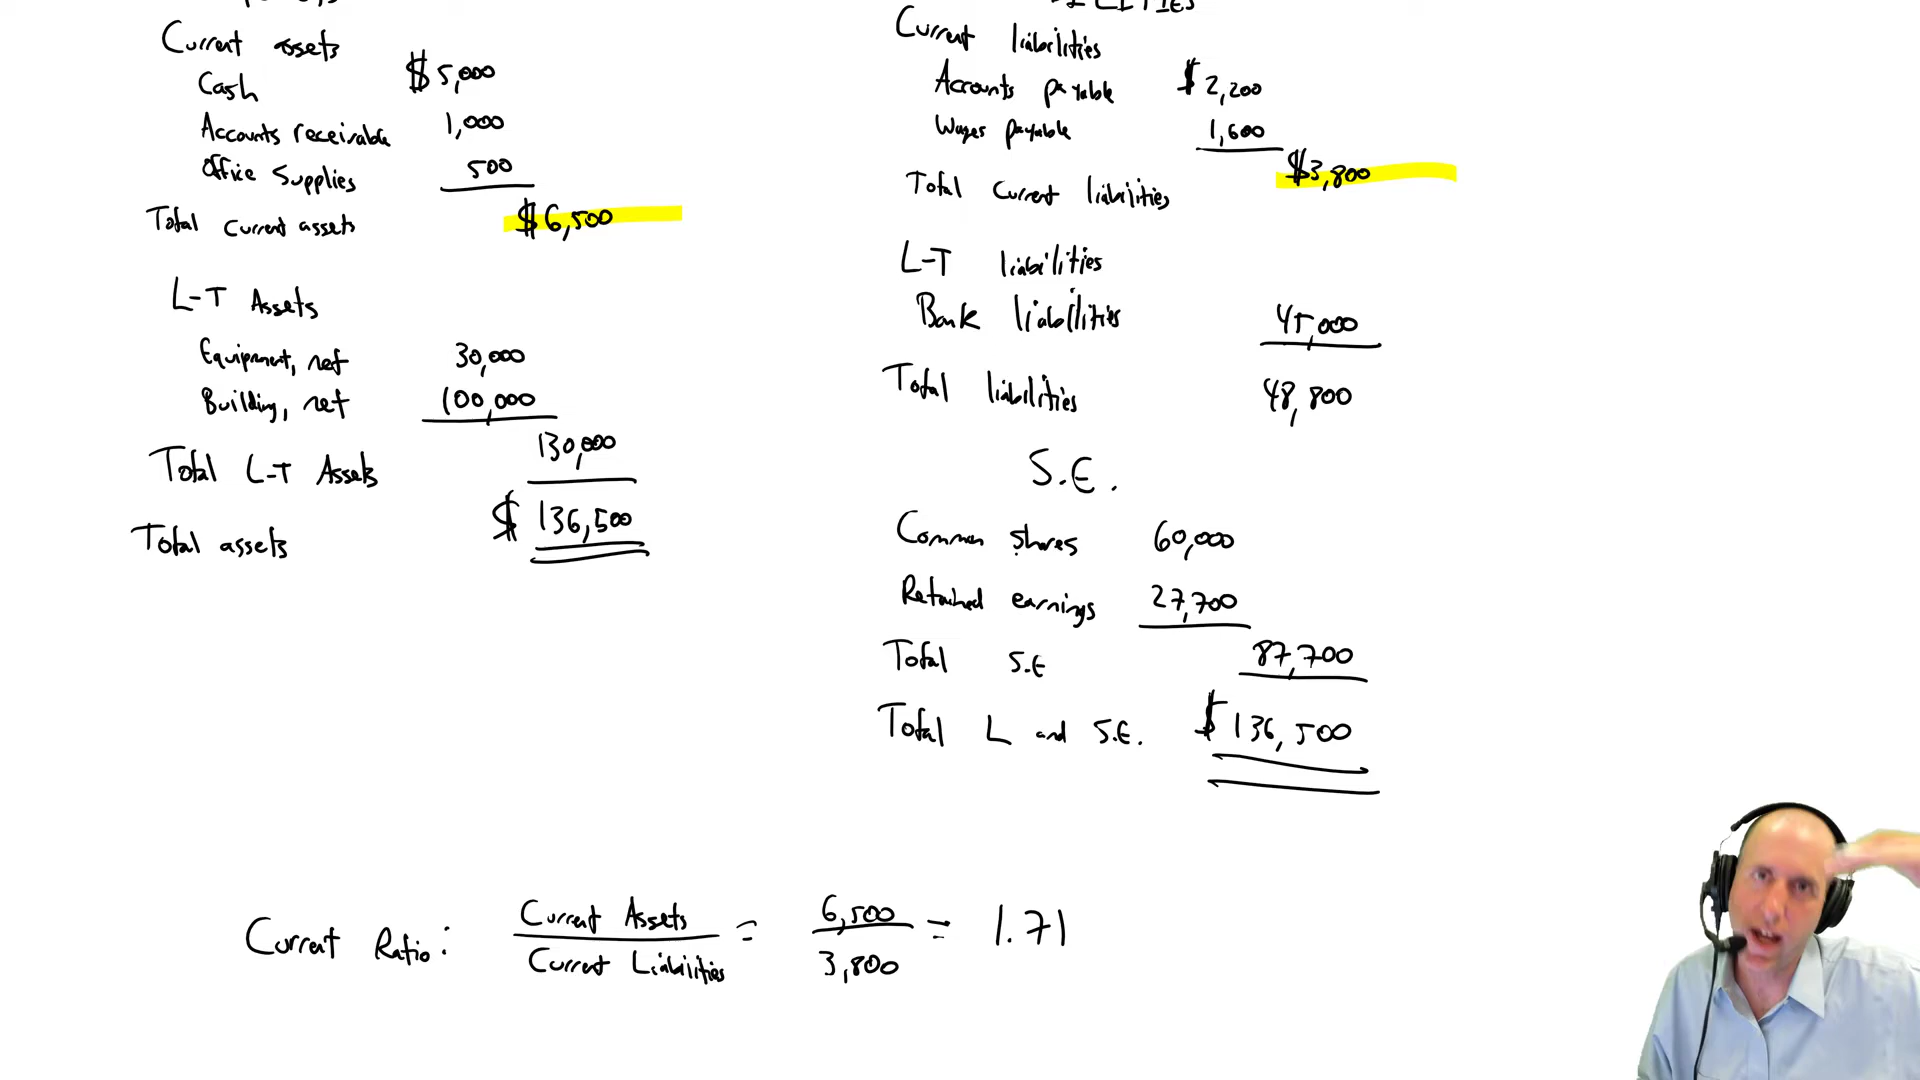 Current assets
Cash $ 5,000
Accounts receivable 1,000
Office Supplies 500
Total current assets $ 6,500
L-T Assets
Equipment, net 30,000
Building, net 100,000
Total L-T Assets 130,000
Total assets $ 136,500
Current liabilities
Accounts payable $ 2,200
Wages payable 1,600
Total current liabilities $3,800
L-T liabilities
Bank liabilities 45,000
Total liabilities 48,800
S.E.
Common shares 60,000
Retained earnings 27,700
Total S.E 87,700
Total L and S.E. $ 136,500
Current Ratio: Current Assets / Current Liabilities = 6,500 / 3,800 = 1.71